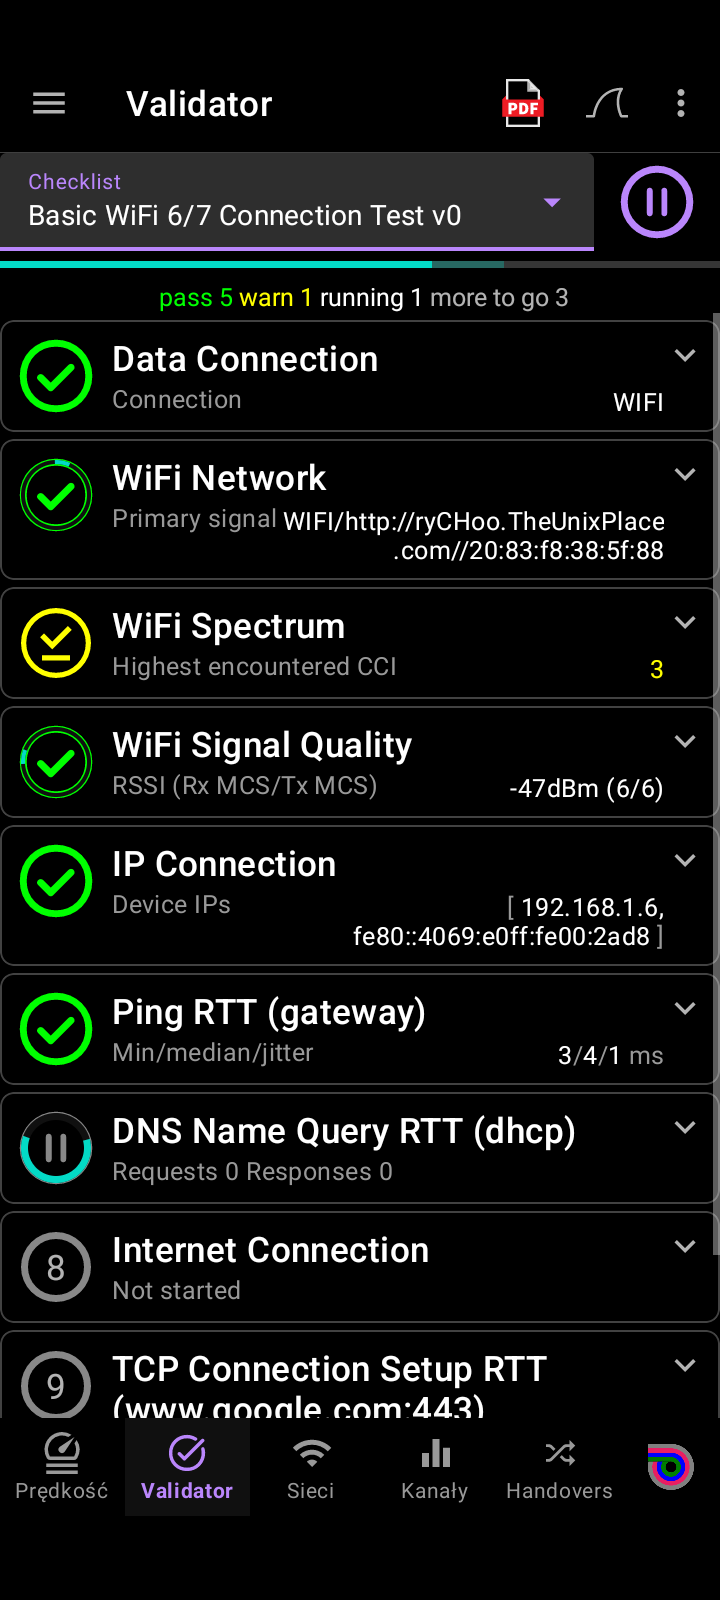 Validator
PDF
Checklist
Basic WiFi 6/7 Connection Test v0
pass 5 warn 1 running 1 more to go 3
Data Connection
Connection WIFI
WiFi Network
Primary signal WIFI/http://ryCHoo.TheUnixPlace
.com//20:83:f8:38:5f:88
WiFi Spectrum
Highest encountered CCI 3
WiFi Signal Quality
RSSI (Rx MCS/Tx MCS) -47dBm (6/6)
IP Connection
Device IPs [ 192.168.1.6,
fe80::4069:e0ff:fe00:2ad8 ]
Ping RTT (gateway)
Min/median/jitter 3/4/1 ms
DNS Name Query RTT (dhcp)
Requests 0 Responses 0
8 Internet Connection
Not started
9 TCP Connection Setup RTT
(www.google.com:443)
Prędkość Validator Sieci Kanały Handovers